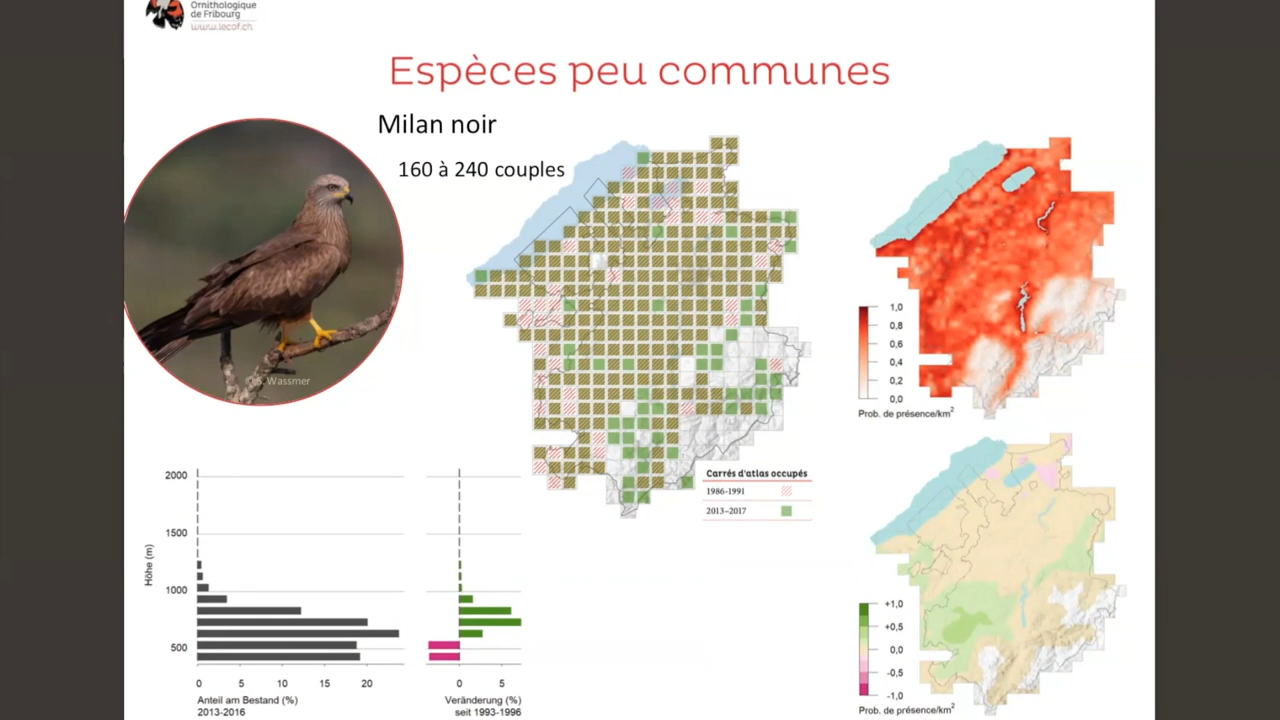 Ornithologique
de Fribourg
www.lecof.ch
Espèces peu communes
Milan noir
160 à 240 couples
S. Wassmer
Carrés d'atlas occupés
1986-1991
2013-2017
1,0
0,8
0,6
0,4
0,2
0,0
Prob. de présence/km²
2000
1500
1000
500
Höhe (m)
0 5 10 15 20
Anteil am Bestand (%)
2013-2016
0 5
Veränderung (%)
seit 1993-1996
+1,0
+0,5
0,0
-0,5
-1,0
Prob. de présence/km²